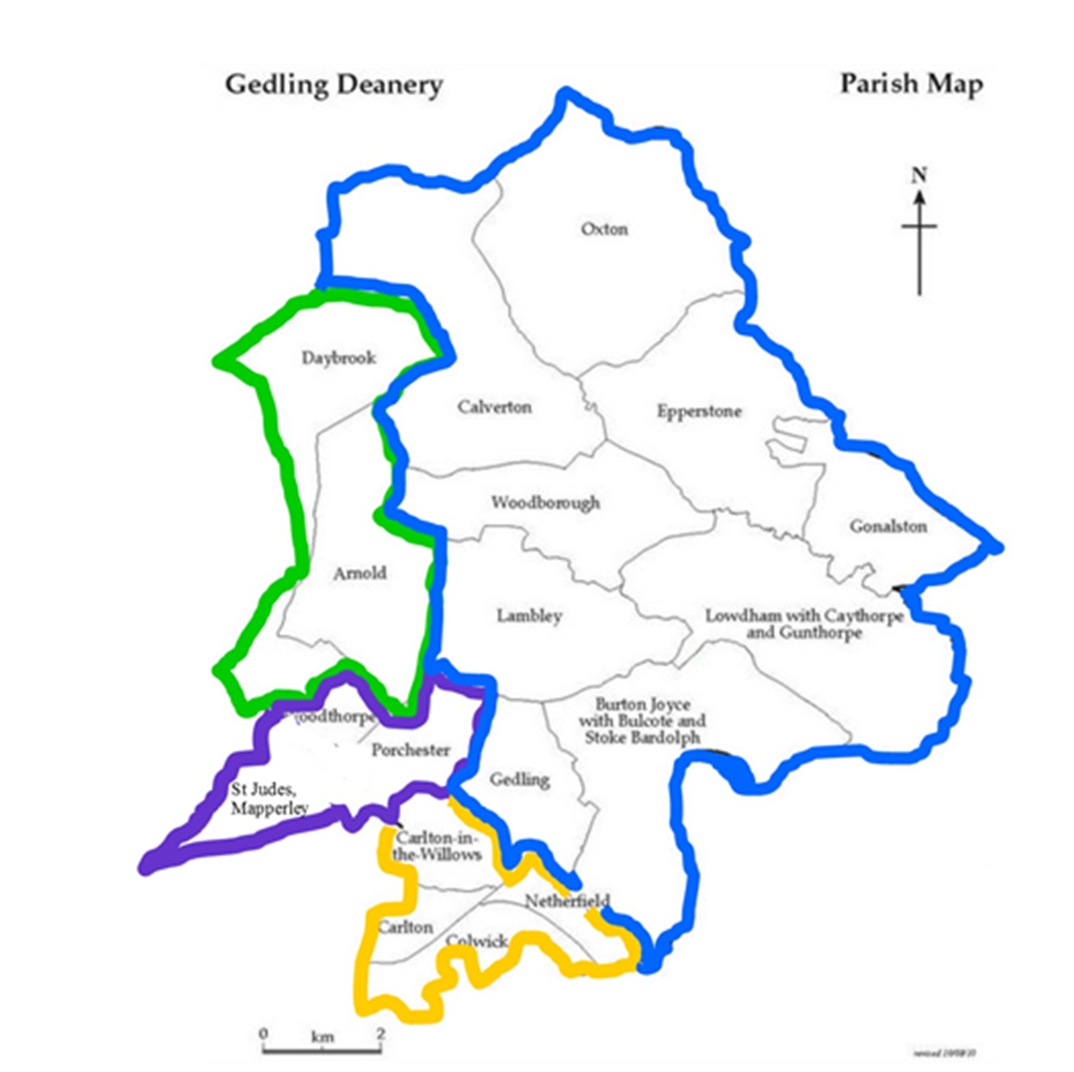 Gedling Deanery
Parish Map
N
Oxton
Daybrook
Calverton
Epperstone
Woodborough
Gonalston
Arnold
Lambley
Lowdham with Caythorpe
and Gunthorpe
Burton Joyce
with Bulcote and
Stoke Bardolph
oodthorpe
Porchester
Gedling
St Judes,
Mapperley
Carlton-in-
the-Willows
Netherfield
Carlton
Colwick
0 km 2
revised